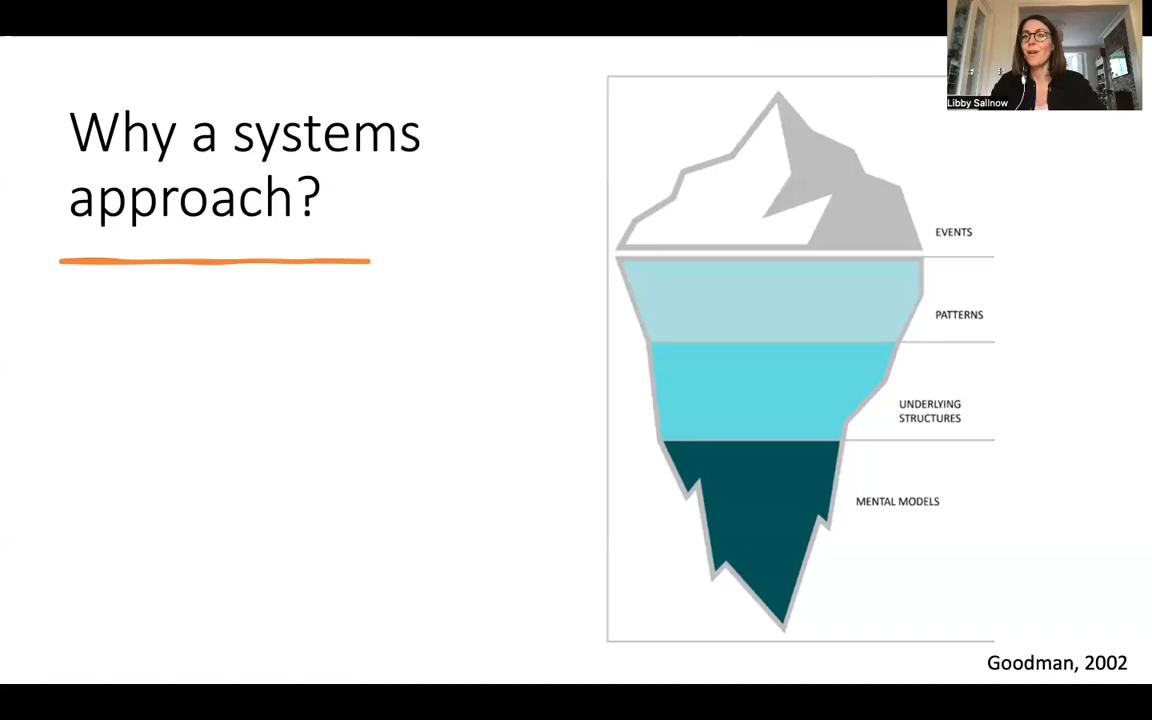 Why a systems
approach?
Libby Sallnow
EVENTS
PATTERNS
UNDERLYING
STRUCTURES
MENTAL MODELS
Goodman, 2002